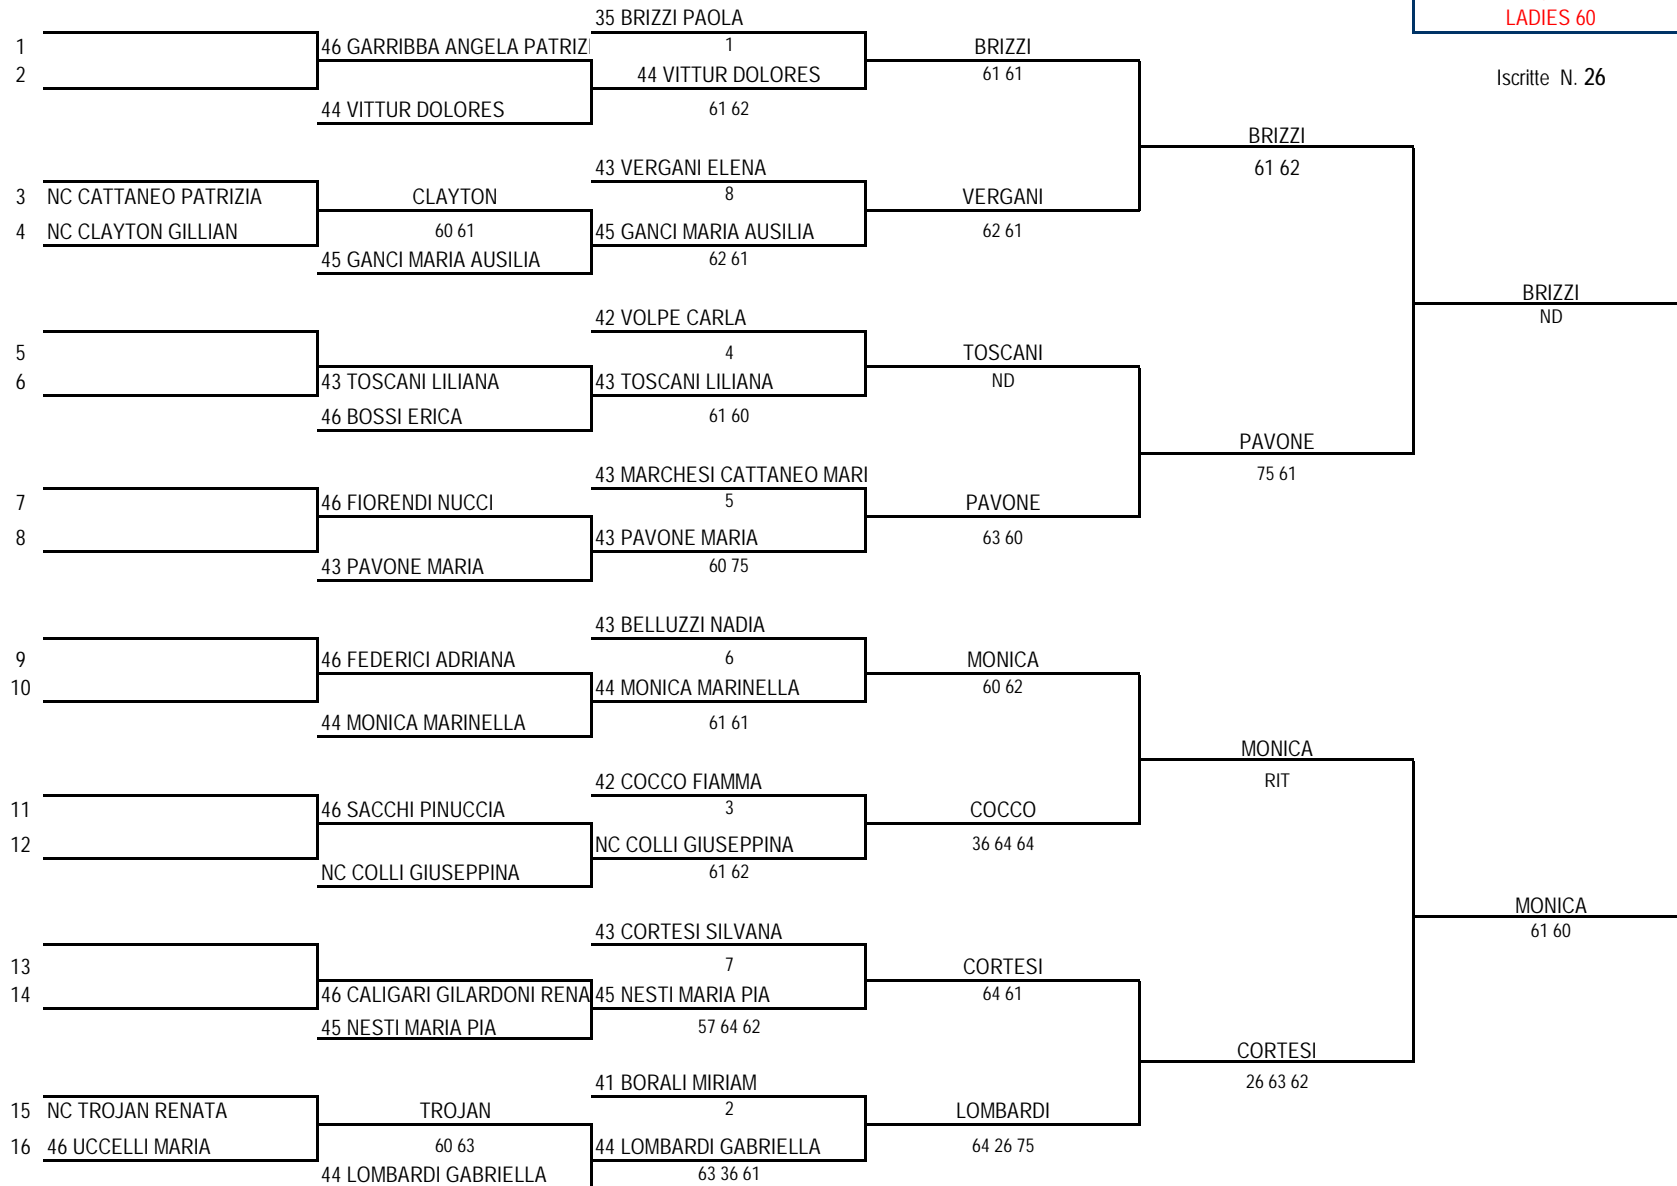 35 BRIZZI PAOLA
LADIES 60
1
46 GARRIBBA ANGELA PATRIZI
1
BRIZZI
2
44 VITTUR DOLORES
61 61
Iscritte N. 26
44 VITTUR DOLORES
61 62
BRIZZI
43 VERGANI ELENA
61 62
3 NC CATTANEO PATRIZIA
CLAYTON
8
VERGANI
4 NC CLAYTON GILLIAN
60 61
45 GANCI MARIA AUSILIA
62 61
45 GANCI MARIA AUSILIA
62 61
BRIZZI
42 VOLPE CARLA
ND
5
4
TOSCANI
6
43 TOSCANI LILIANA
43 TOSCANI LILIANA
ND
46 BOSSI ERICA
61 60
PAVONE
43 MARCHESI CATTANEO MARI
75 61
7
46 FIORENDI NUCCI
5
PAVONE
8
43 PAVONE MARIA
63 60
43 PAVONE MARIA
60 75
43 BELLUZZI NADIA
9
46 FEDERICI ADRIANA
6
MONICA
10
44 MONICA MARINELLA
60 62
44 MONICA MARINELLA
61 61
MONICA
42 COCCO FIAMMA
RIT
11
46 SACCHI PINUCCIA
3
COCCO
12
NC COLLI GIUSEPPINA
36 64 64
NC COLLI GIUSEPPINA
61 62
MONICA
43 CORTESI SILVANA
61 60
13
7
CORTESI
14
46 CALIGARI GILARDONI RENA
45 NESTI MARIA PIA
64 61
45 NESTI MARIA PIA
57 64 62
CORTESI
41 BORALI MIRIAM
26 63 62
15 NC TROJAN RENATA
TROJAN
2
LOMBARDI
16 46 UCCELLI MARIA
60 63
44 LOMBARDI GABRIELLA
64 26 75
44 LOMBARDI GABRIELLA
63 36 61